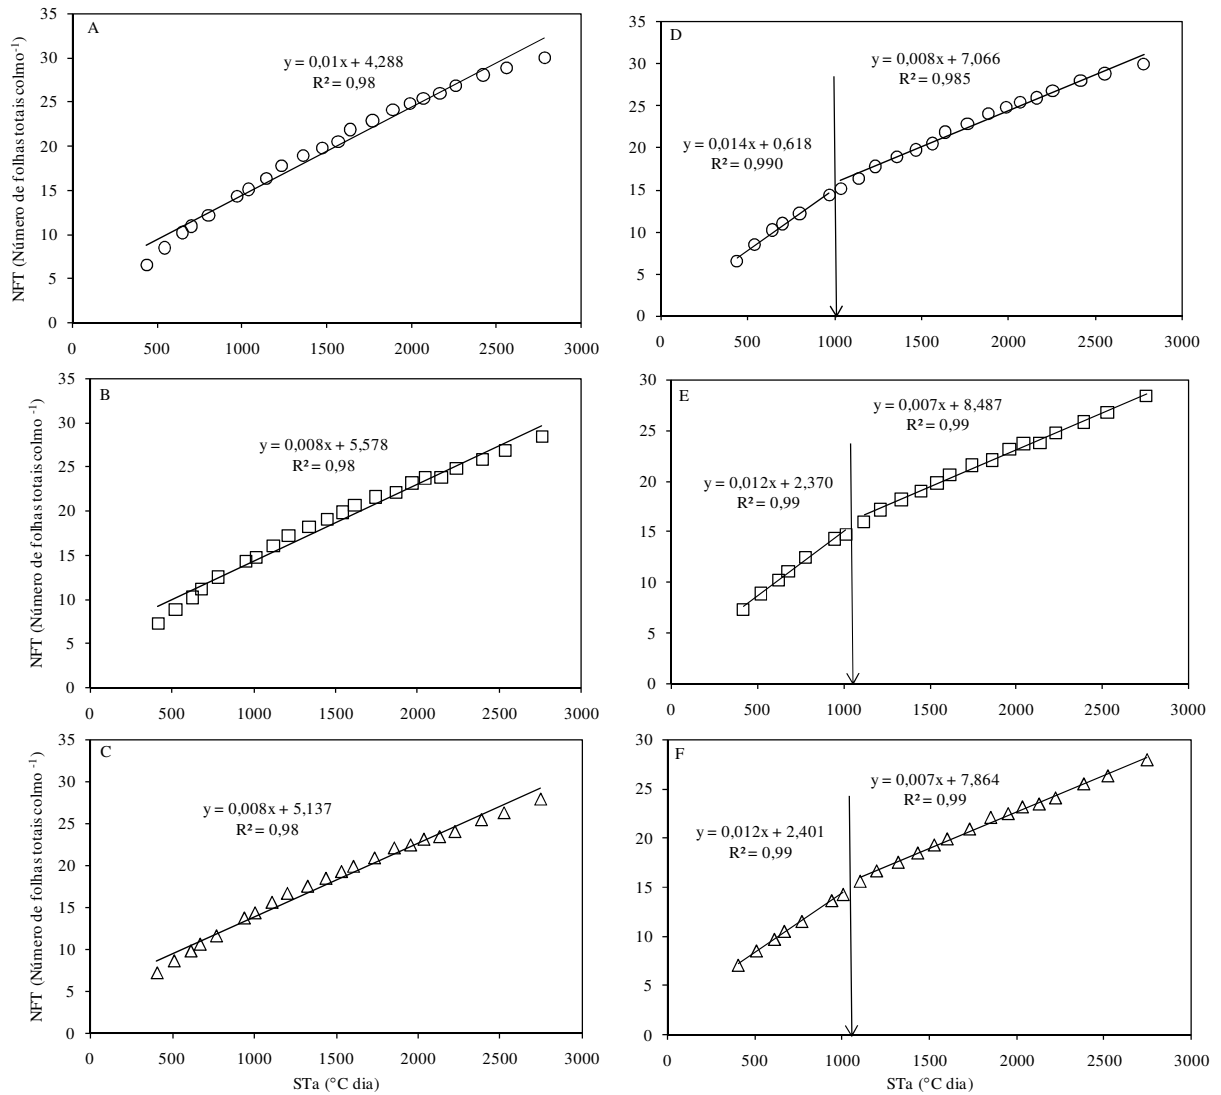 A
y = 0,01x + 4,288
R² = 0,98
NFT (Número de folhas totais colmo⁻¹)
35
30
25
20
15
10
5
0
0 500 1000 1500 2000 2500 3000
D
y = 0,008x + 7,066
R² = 0,985
y = 0,014x + 0,618
R² = 0,990
35
30
25
20
15
10
5
0
0 500 1000 1500 2000 2500 3000
B
y = 0,008x + 5,578
R² = 0,98
NFT (Número de folhas totais colmo ⁻¹)
35
30
25
20
15
10
5
0
0 500 1000 1500 2000 2500 3000
E
y = 0,007x + 8,487
R² = 0,99
y = 0,012x + 2,370
R² = 0,99
30
25
20
15
10
5
0
0 500 1000 1500 2000 2500 3000
C
y = 0,008x + 5,137
R² = 0,98
NFT (Número de folhas totais colmo ⁻¹)
35
30
25
20
15
10
5
0
0 500 1000 1500 2000 2500 3000
STa (°C dia)
F
y = 0,007x + 7,864
R² = 0,99
y = 0,012x + 2,401
R² = 0,99
30
25
20
15
10
5
0
0 500 1000 1500 2000 2500 3000
STa (°C dia)